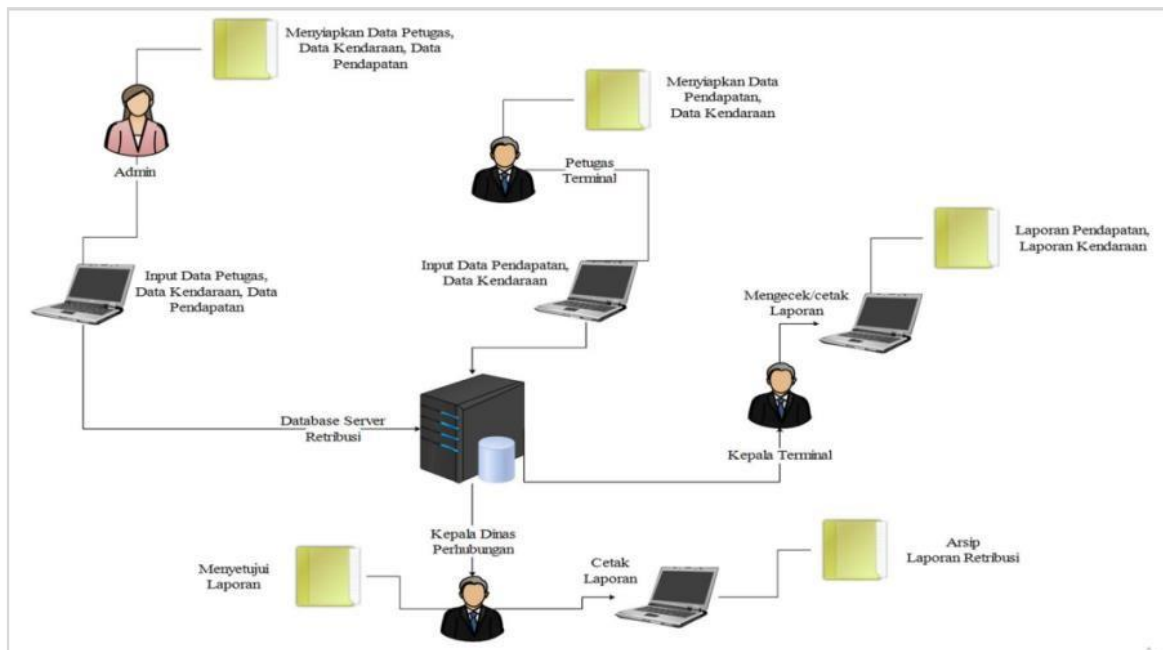 Menyiapkan Data Petugas,
Data Kendaraan, Data
Pendapatan
Admin
Menyiapkan Data
Pendapatan,
Data Kendaraan
Petugas
Terminal
Input Data Petugas,
Data Kendaraan, Data
Pendapatan
Input Data Pendapatan,
Data Kendaraan
Laporan Pendapatan,
Laporan Kendaraan
Mengecek/cetak
Laporan
Database Server
Retribusi
Kepala Terminal
Kepala Dinas
Perhubungan
Menyetujui
Laporan
Cetak
Laporan
Arsip
Laporan Retribusi